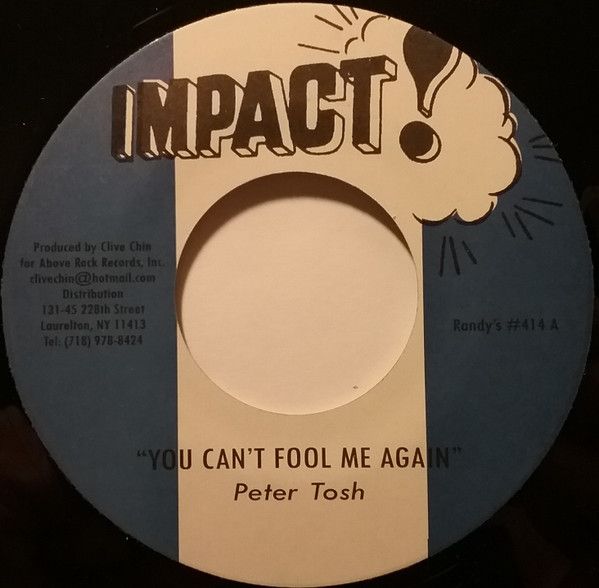 IMPACT!
Produced by Clive Chin
for Above Rock Records, Inc.
clivechin@hotmail.com
Distribution
131-45 228th Street
Laurelton, NY 11413
Tel: (718) 978-8424
Randy's #414 A
"YOU CAN'T FOOL ME AGAIN"
Peter Tosh